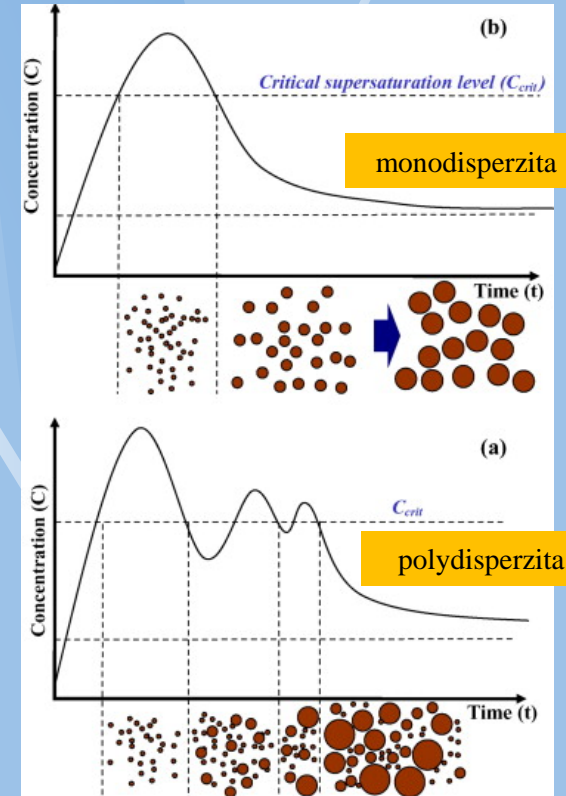 (b)
Critical supersaturation level (Ccrit)
Concentration (C)
monodisperzita
Time (t)
(a)
Ccrit
Concentration (C)
polydisperzita
Time (t)